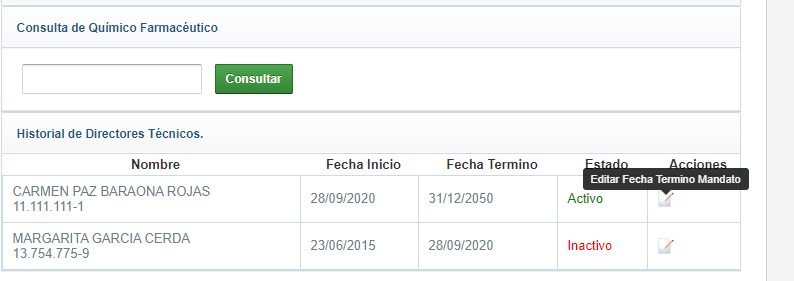 Consulta de Químico Farmacéutico
Consultar
Historial de Directores Técnicos.
Nombre Fecha Inicio Fecha Termino Estado Acciones
Editar Fecha Termino Mandato
CARMEN PAZ BARAONA ROJAS
11.111.111-1 28/09/2020 31/12/2050 Activo
MARGARITA GARCIA CERDA
13.754.775-9 23/06/2015 28/09/2020 Inactivo